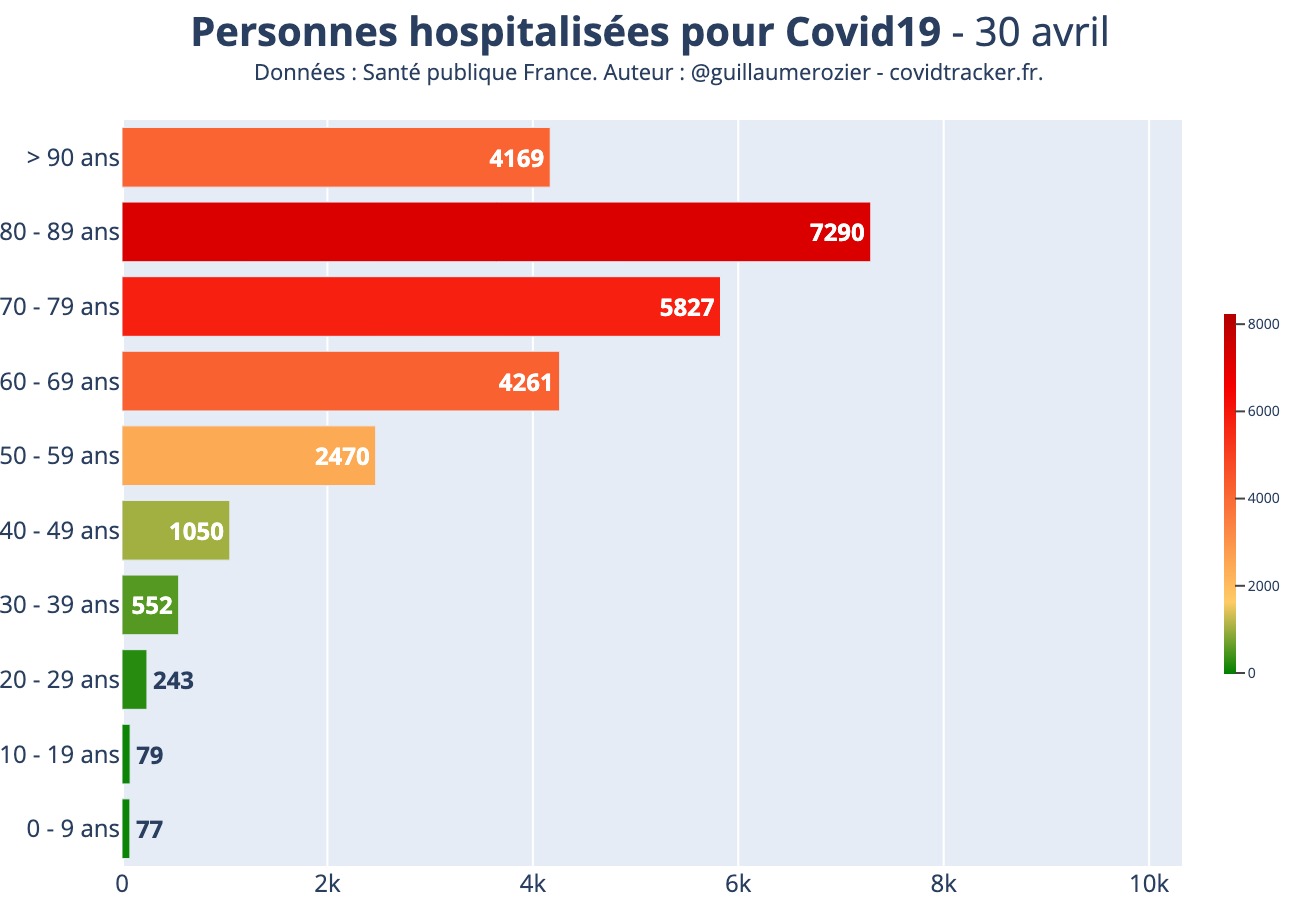 Personnes hospitalisées pour Covid19 - 30 avril
Données : Santé publique France. Auteur : @guillaumerozier - covidtracker.fr.
> 90 ans 4169
80 - 89 ans 7290
70 - 79 ans 5827
60 - 69 ans 4261
50 - 59 ans 2470
40 - 49 ans 1050
30 - 39 ans 552
20 - 29 ans 243
10 - 19 ans 79
0 - 9 ans 77
0 2k 4k 6k 8k 10k
8000
6000
4000
2000
0